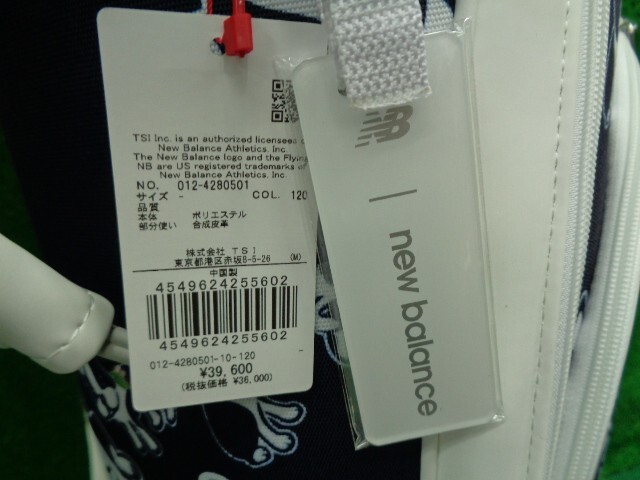 TSI Inc. is an authorized licensee o
New Balance Athletics, Inc.
The New Balance logo and the Flying
NB are US registered trademarks of
New Balance Athletics, Inc.
NO. 012-4280501
サイズ - COL. 120
品質
本体 ポリエステル
部分使い 合成皮革
株式会社 TSI
東京都港区赤坂8-5-26 (M)
中国製
4549624255602
4549624255602
012-4280501-10-120
¥39,600
(税抜価格 ¥36,000)
NB
new balance